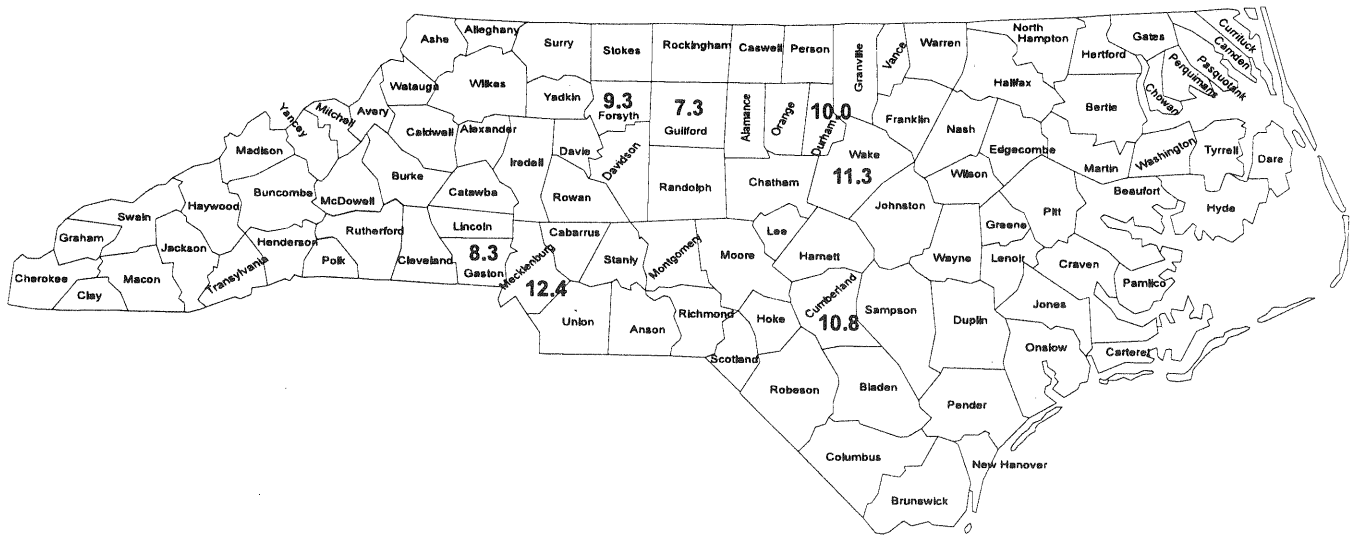 Ashe
Alleghany
Surry
Stokes
Rockingham
Caswell
Person
Granville
Vance
Warren
North
Hampton
Hertford
Gates
Curriluck
Camden
Pasquotank
Perquimans
Chowan
Watauga
Wilkes
Yadkin
9.3
Forsyth
7.3
Guilford
Alamance
Orange
10.0
Durham
Franklin
Halifax
Bertie
Yancey
Mitchell
Avery
Caldwell
Alexander
Iredell
Davie
Davidson
Randolph
Chatham
Wake
11.3
Nash
Edgecombe
Wilson
Martin
Washington
Tyrrell
Dare
Madison
Buncombe
McDowell
Burke
Catawba
Rowan
Johnston
Greene
Pitt
Beaufort
Hyde
Swain
Haywood
Graham
Jackson
Henderson
Rutherford
Polk
Cleveland
Lincoln
8.3
Gaston
Mecklenburg
12.4
Cabarrus
Stanly
Montgomery
Moore
Lee
Harnett
Wayne
Lenoir
Craven
Pamlico
Cherokee
Clay
Macon
Transylvania
Union
Anson
Richmond
Scotland
Hoke
Cumberland
10.8
Sampson
Duplin
Jones
Onslow
Carteret
Robeson
Bladen
Pender
Columbus
New Hanover
Brunswick